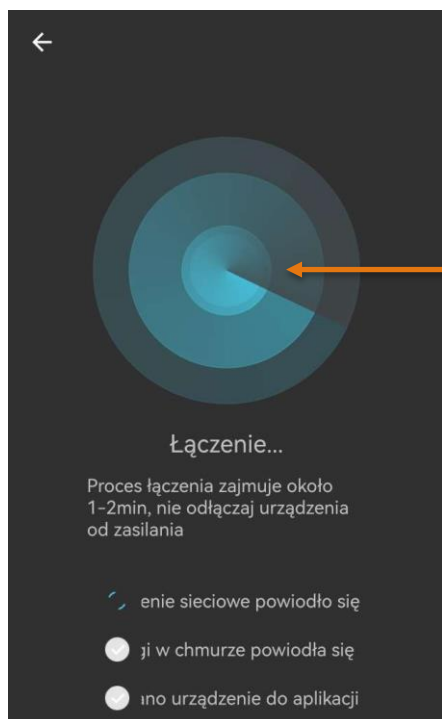 Łączenie...
Proces łączenia zajmuje około
1-2min, nie odłączaj urządzenia
od zasilania
enie sieciowe powiodło się
gi w chmurze powiodła się
ano urządzenie do aplikacji